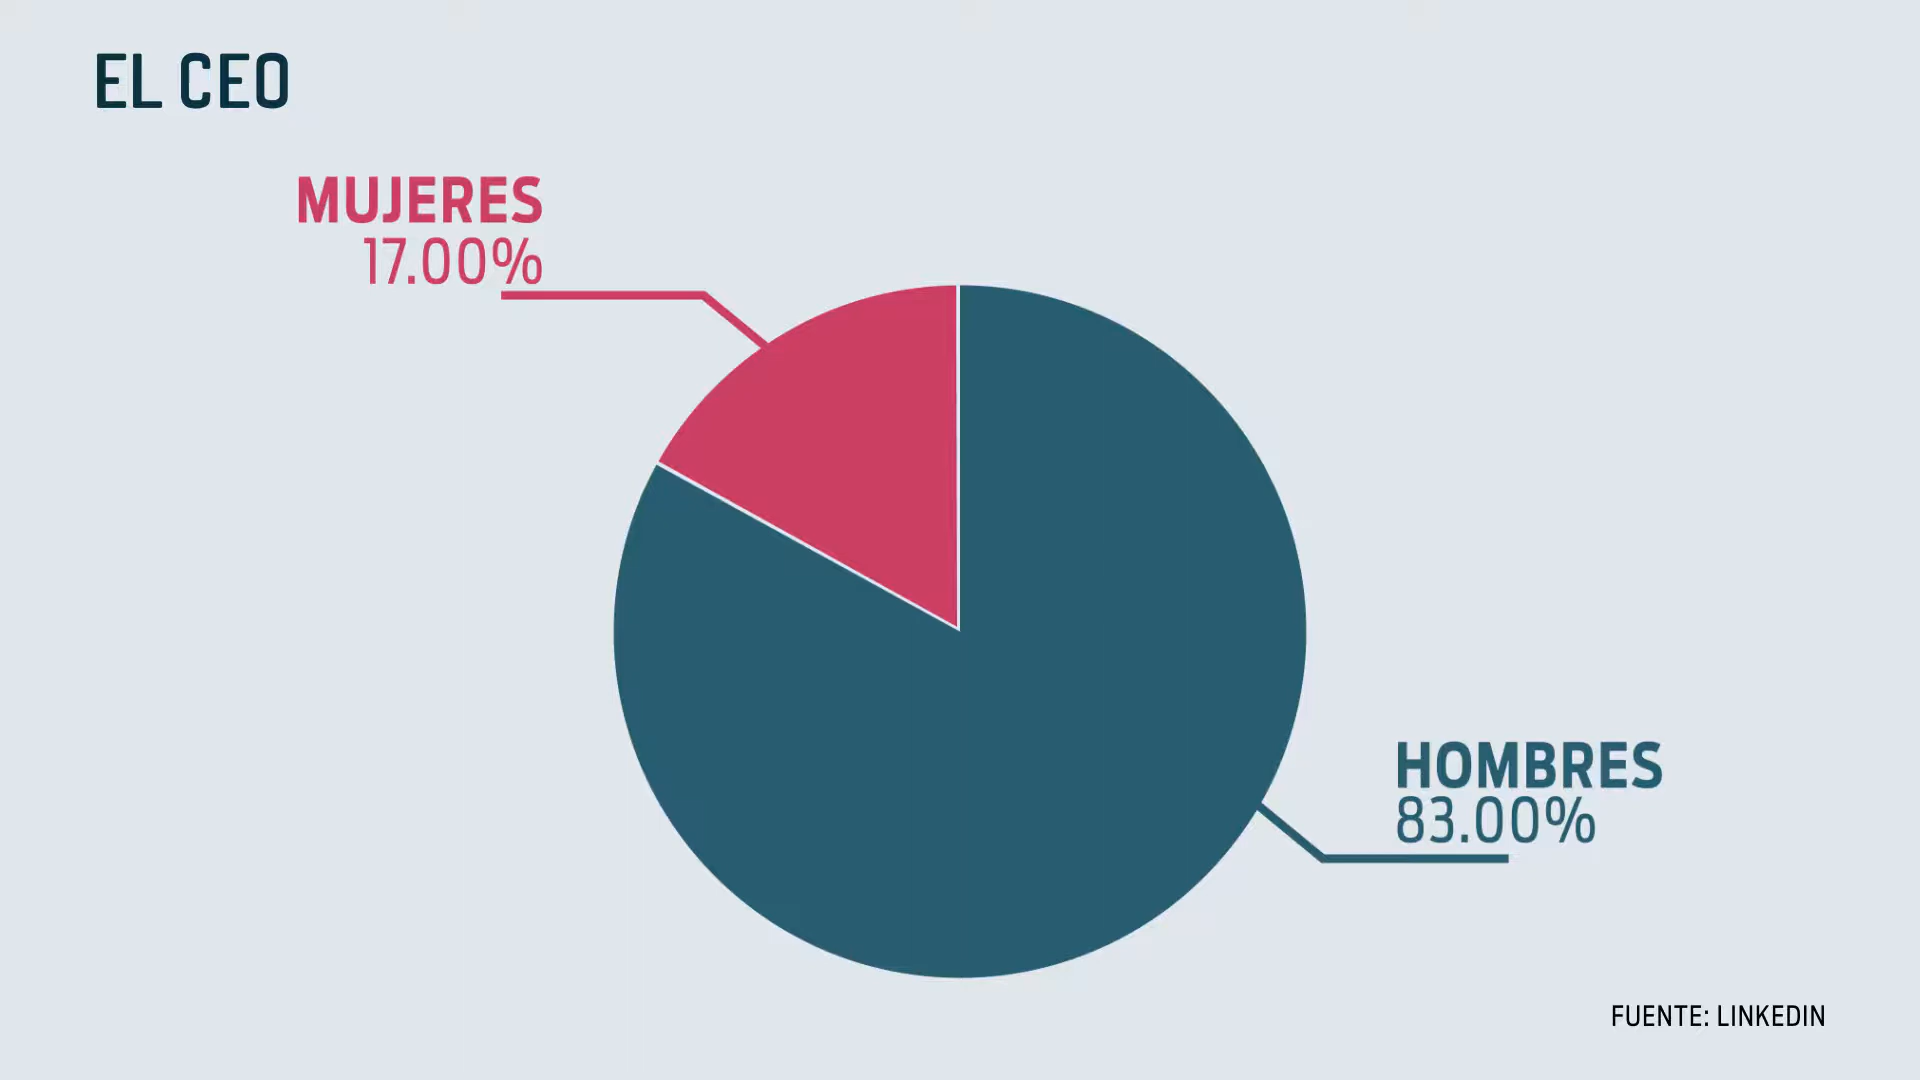 EL CEO
MUJERES
17.00%
HOMBRES
83.00%
FUENTE: LINKEDIN